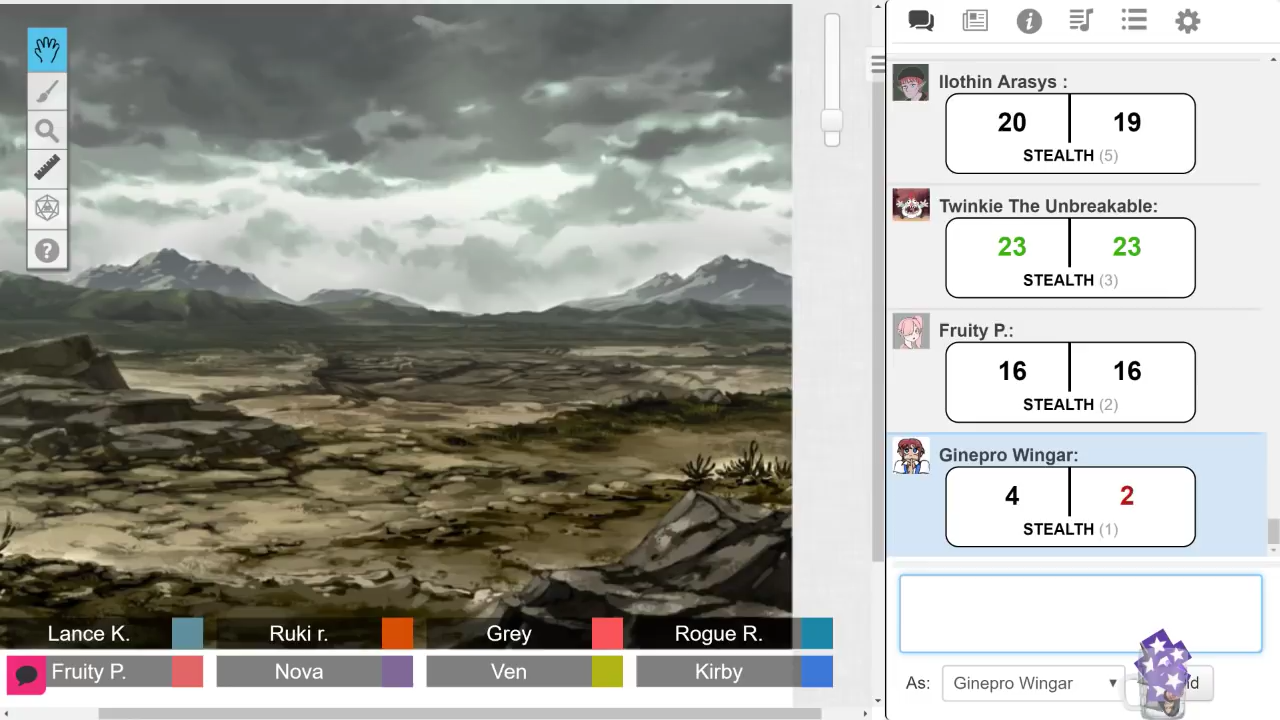 Ilothin Arasys :
20 19
STEALTH (5)
Twinkie The Unbreakable:
23 23
STEALTH (3)
Fruity P.:
16 16
STEALTH (2)
Ginepro Wingar:
4 2
STEALTH (1)
As: Ginepro Wingar
Lance K. Ruki r. Grey Rogue R.
Fruity P. Nova Ven Kirby